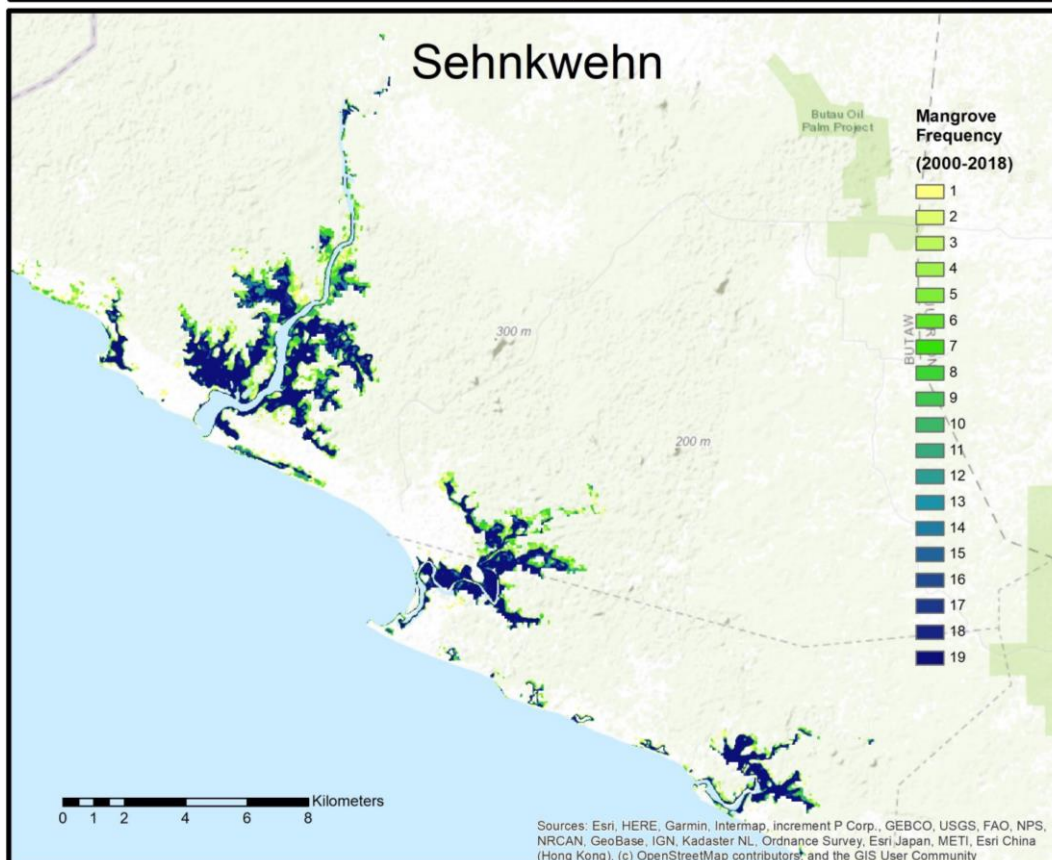 Sehnkwehn
Butau Oil
Palm Project
Mangrove
Frequency
(2000-2018)
1
2
3
4
5
6
7
8
9
10
11
12
13
14
15
16
17
18
19
BUTAW
300 m
200 m
Kilometers
0 1 2 4 6 8
Sources: Esri, HERE, Garmin, Intermap, increment P Corp., GEBCO, USGS, FAO, NPS,
NRCAN, GeoBase, IGN, Kadaster NL, Ordnance Survey, Esri Japan, METI, Esri China
(Hong Kong), (c) OpenStreetMap contributors, and the GIS User Community